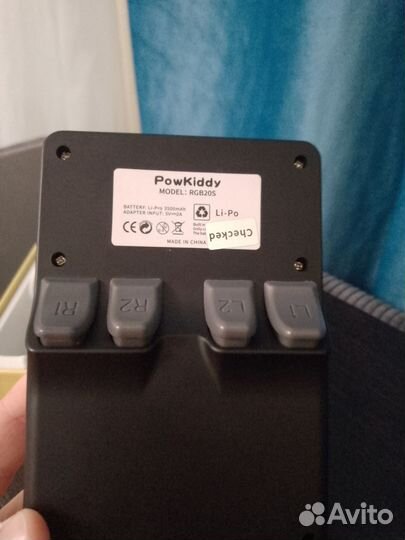 PowKiddy
MODEL: RGB20S
BATTERY: Li-Pro 3500mAh
ADAPTER INPUT: 5V 2A
Li-Po
CE
MADE IN CHINA
Checked
R1
R2
L2
L1
Avito